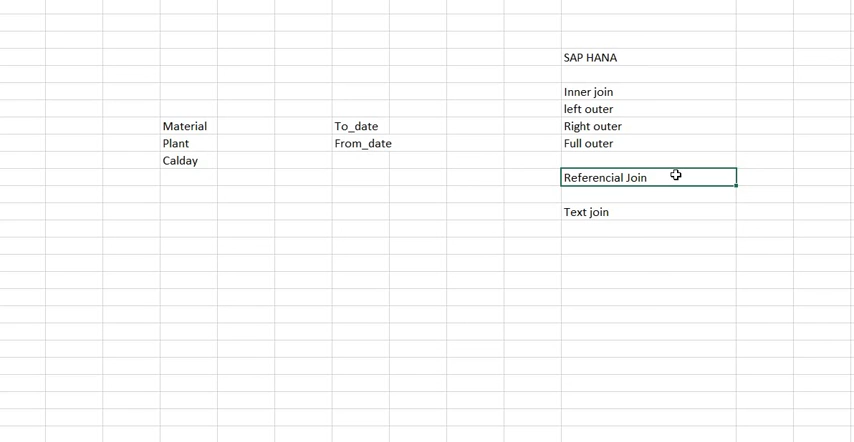 SAP HANA
Inner join
left outer
Material To_date Right outer
Plant From_date Full outer
Calday
Referencial Join
Text join